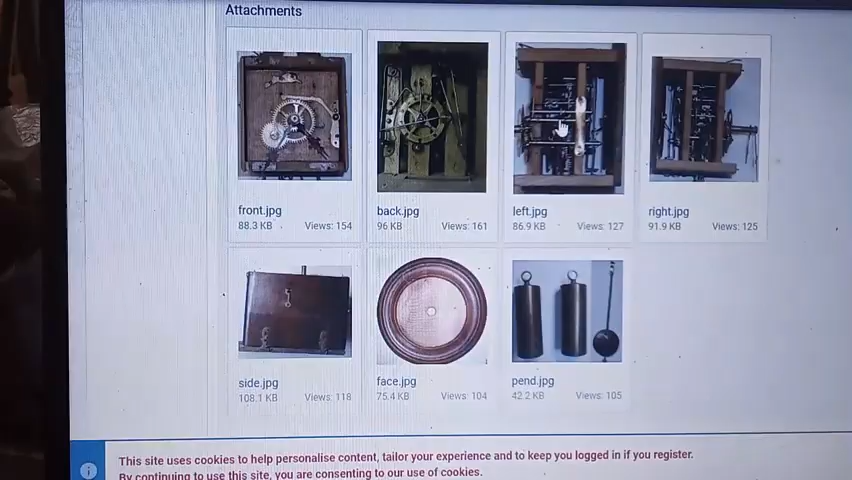 Attachments
front.jpg
88.3 KB
Views: 154
back.jpg
96 KB
Views: 161
left.jpg
86.9 KB
Views: 127
right.jpg
91.9 KB
Views: 125
side.jpg
108.1 KB
Views: 118
face.jpg
75.4 KB
Views: 104
pend.jpg
42.2 KB
Views: 105
This site uses cookies to help personalise content, tailor your experience and to keep you logged in if you register.
By continuing to use this site, you are consenting to our use of cookies.